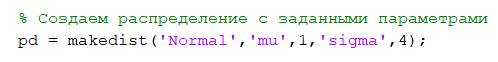 % Создаем распределение с заданными параметрами
pd = makedist('Normal','mu',1,'sigma',4);